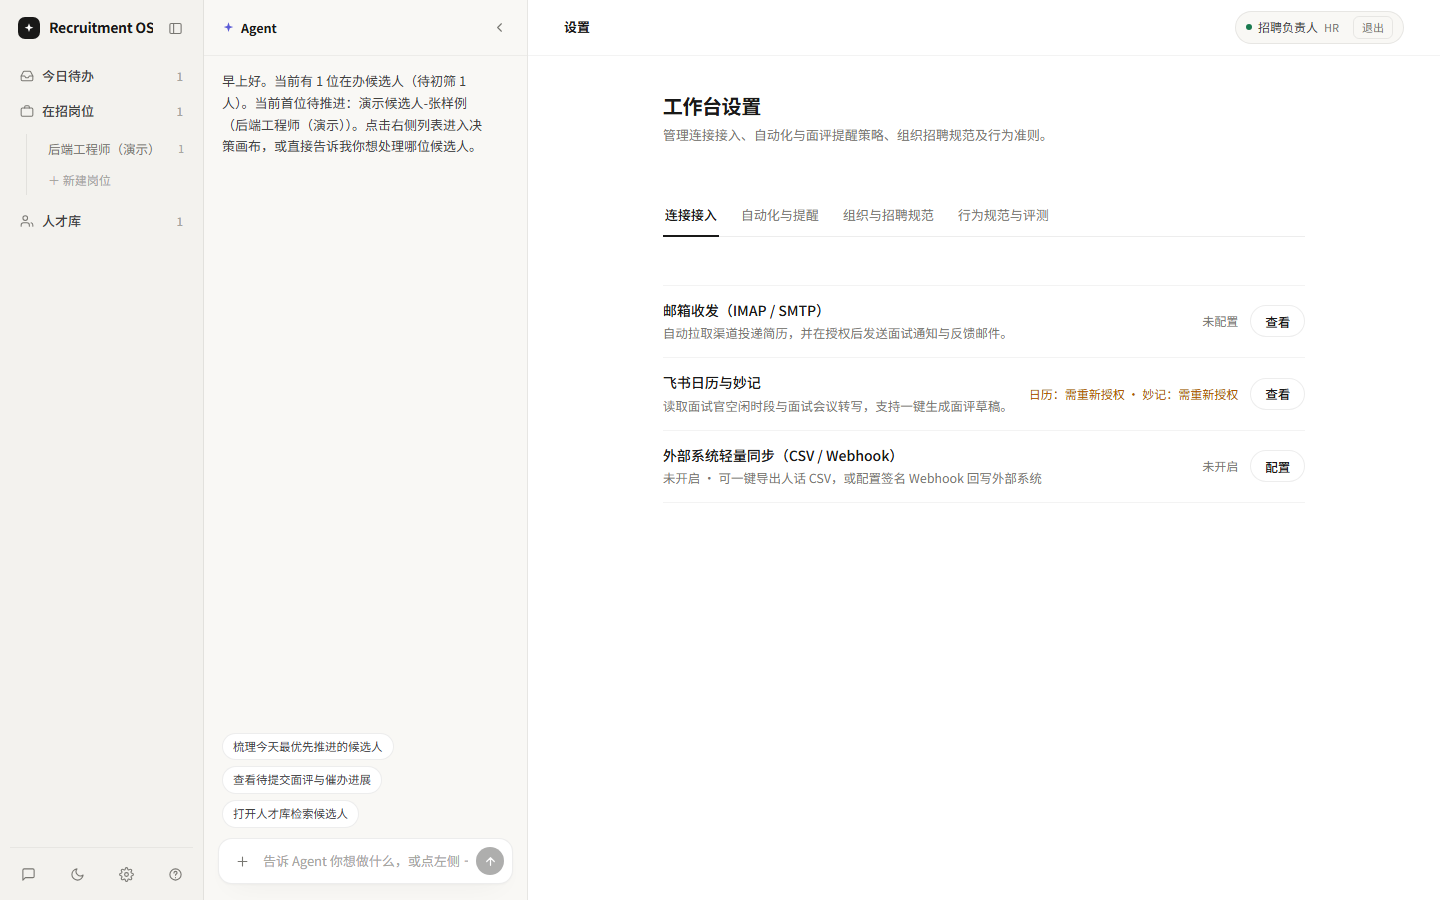 Recruitment OS
今日待办 1
在招岗位 1
后端工程师（演示） 1
新建岗位
人才库 1
Agent
早上好。当前有 1 位在办候选人（待初筛 1
人）。当前首位待推进：演示候选人-张样例
（后端工程师（演示））。点击右侧列表进入决
策画布，或直接告诉我你想处理哪位候选人。
梳理今天最优先推进的候选人
查看待提交面评与催办进展
打开人才库检索候选人
告诉 Agent 你想做什么，或点左侧
设置
招聘负责人 HR 退出
工作台设置
管理连接接入、自动化与面评提醒策略、组织招聘规范及行为准则。
连接接入 自动化与提醒 组织与招聘规范 行为规范与评测
邮箱收发（IMAP / SMTP）
自动拉取渠道投递简历，并在授权后发送面试通知与反馈邮件。
未配置 查看
飞书日历与妙记
读取面试官空闲时段与面试会议转写，支持一键生成面评草稿。
日历：需重新授权 · 妙记：需重新授权 查看
外部系统轻量同步（CSV / Webhook）
未开启 · 可一键导出人话 CSV，或配置签名 Webhook 回写外部系统
未开启 配置